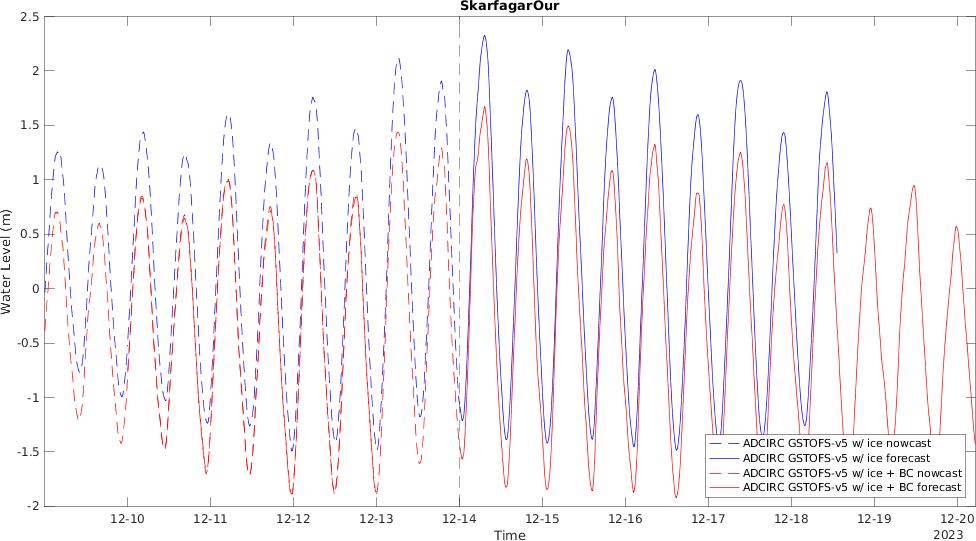 SkarfagarOur
2.5
2
1.5
1
0.5
0
-0.5
-1
-1.5
-2
Water Level (m)
12-10 12-11 12-12 12-13 12-14 12-15 12-16 12-17 12-18 12-19 12-20
Time
2023
ADCIRC GSTOFS-v5 w/ ice nowcast
ADCIRC GSTOFS-v5 w/ ice forecast
ADCIRC GSTOFS-v5 w/ ice + BC nowcast
ADCIRC GSTOFS-v5 w/ ice + BC forecast